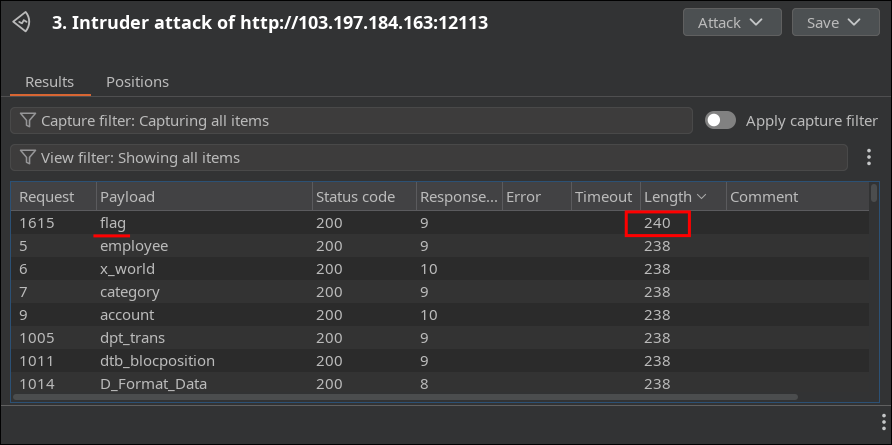 3. Intruder attack of http://103.197.184.163:12113
Attack
Save
Results Positions
Capture filter: Capturing all items
Apply capture filter
View filter: Showing all items
Request Payload Status code Response... Error Timeout Length Comment
1615 flag 200 9 240
5 employee 200 9 238
6 x_world 200 10 238
7 category 200 9 238
9 account 200 10 238
1005 dpt_trans 200 9 238
1011 dtb_blocposition 200 9 238
1014 D_Format_Data 200 8 238